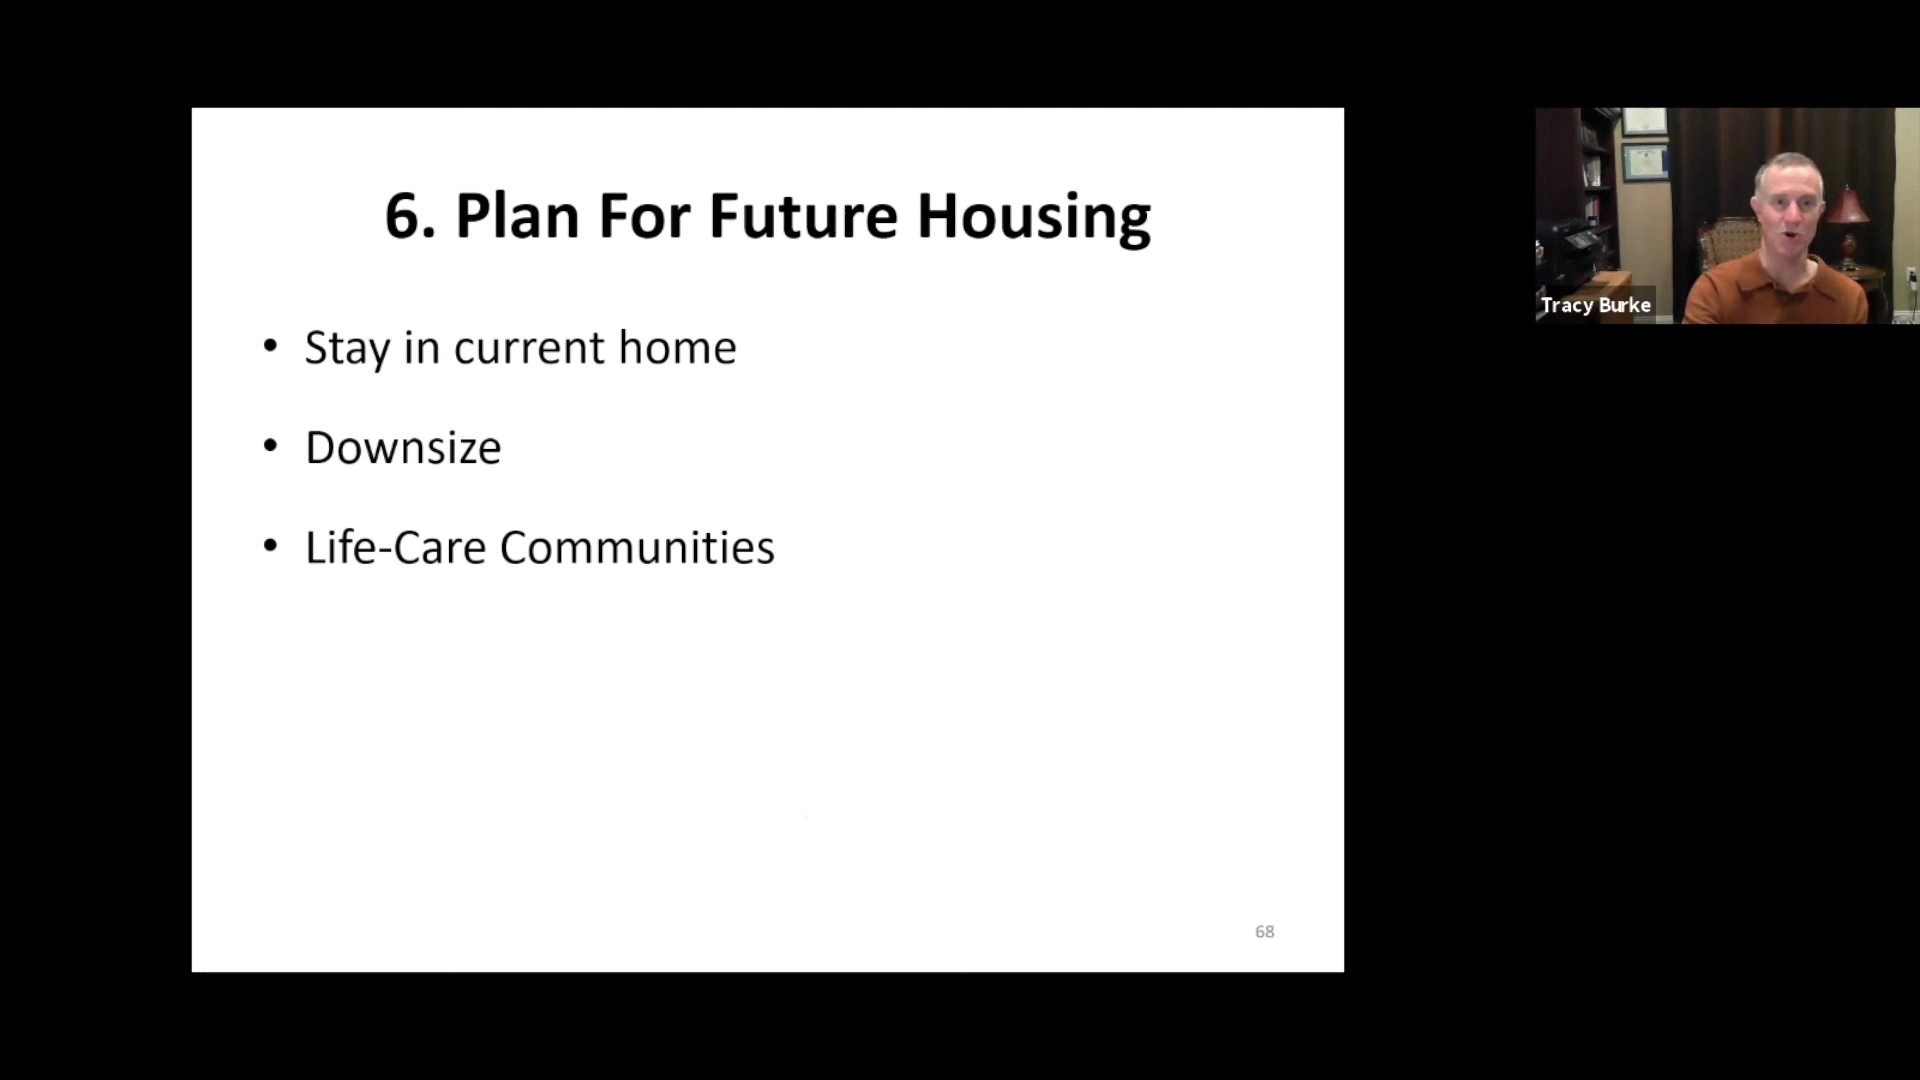 6. Plan For Future Housing
• Stay in current home
• Downsize
• Life-Care Communities
68
Tracy Burke